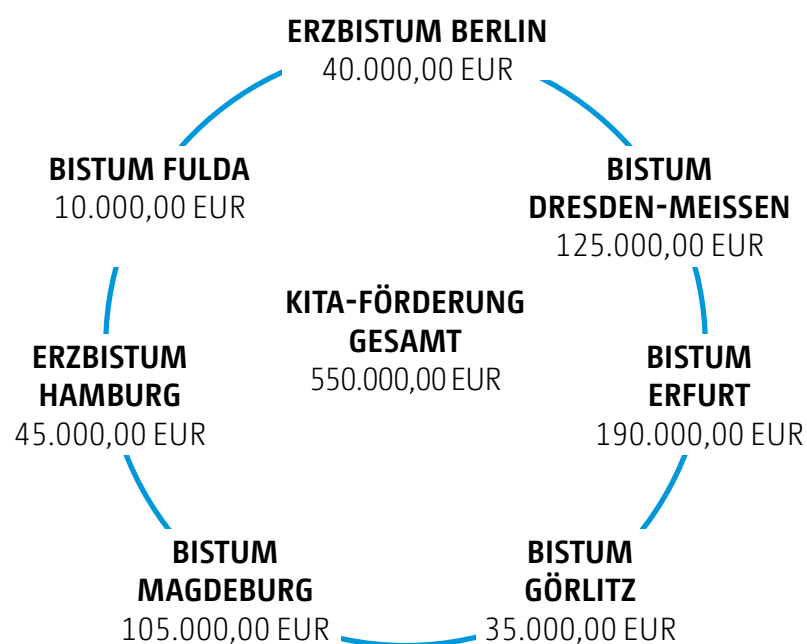 ERZBISTUM BERLIN
40.000,00 EUR
BISTUM
DRESDEN-MEISSEN
125.000,00 EUR
BISTUM
ERFURT
190.000,00 EUR
BISTUM
GÖRLITZ
35.000,00 EUR
BISTUM
MAGDEBURG
105.000,00 EUR
ERZBISTUM
HAMBURG
45.000,00 EUR
BISTUM FULDA
10.000,00 EUR
KITA-FÖRDERUNG
GESAMT
550.000,00 EUR